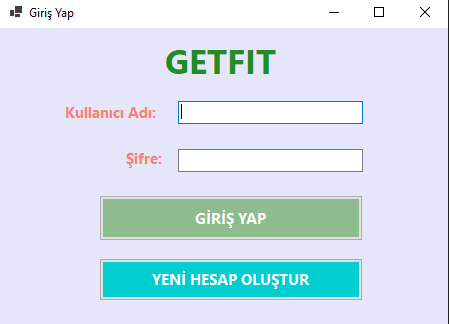 Giriş Yap
GETFIT
Kullanıcı Adı:
Şifre:
GİRİŞ YAP
YENİ HESAP OLUŞTUR